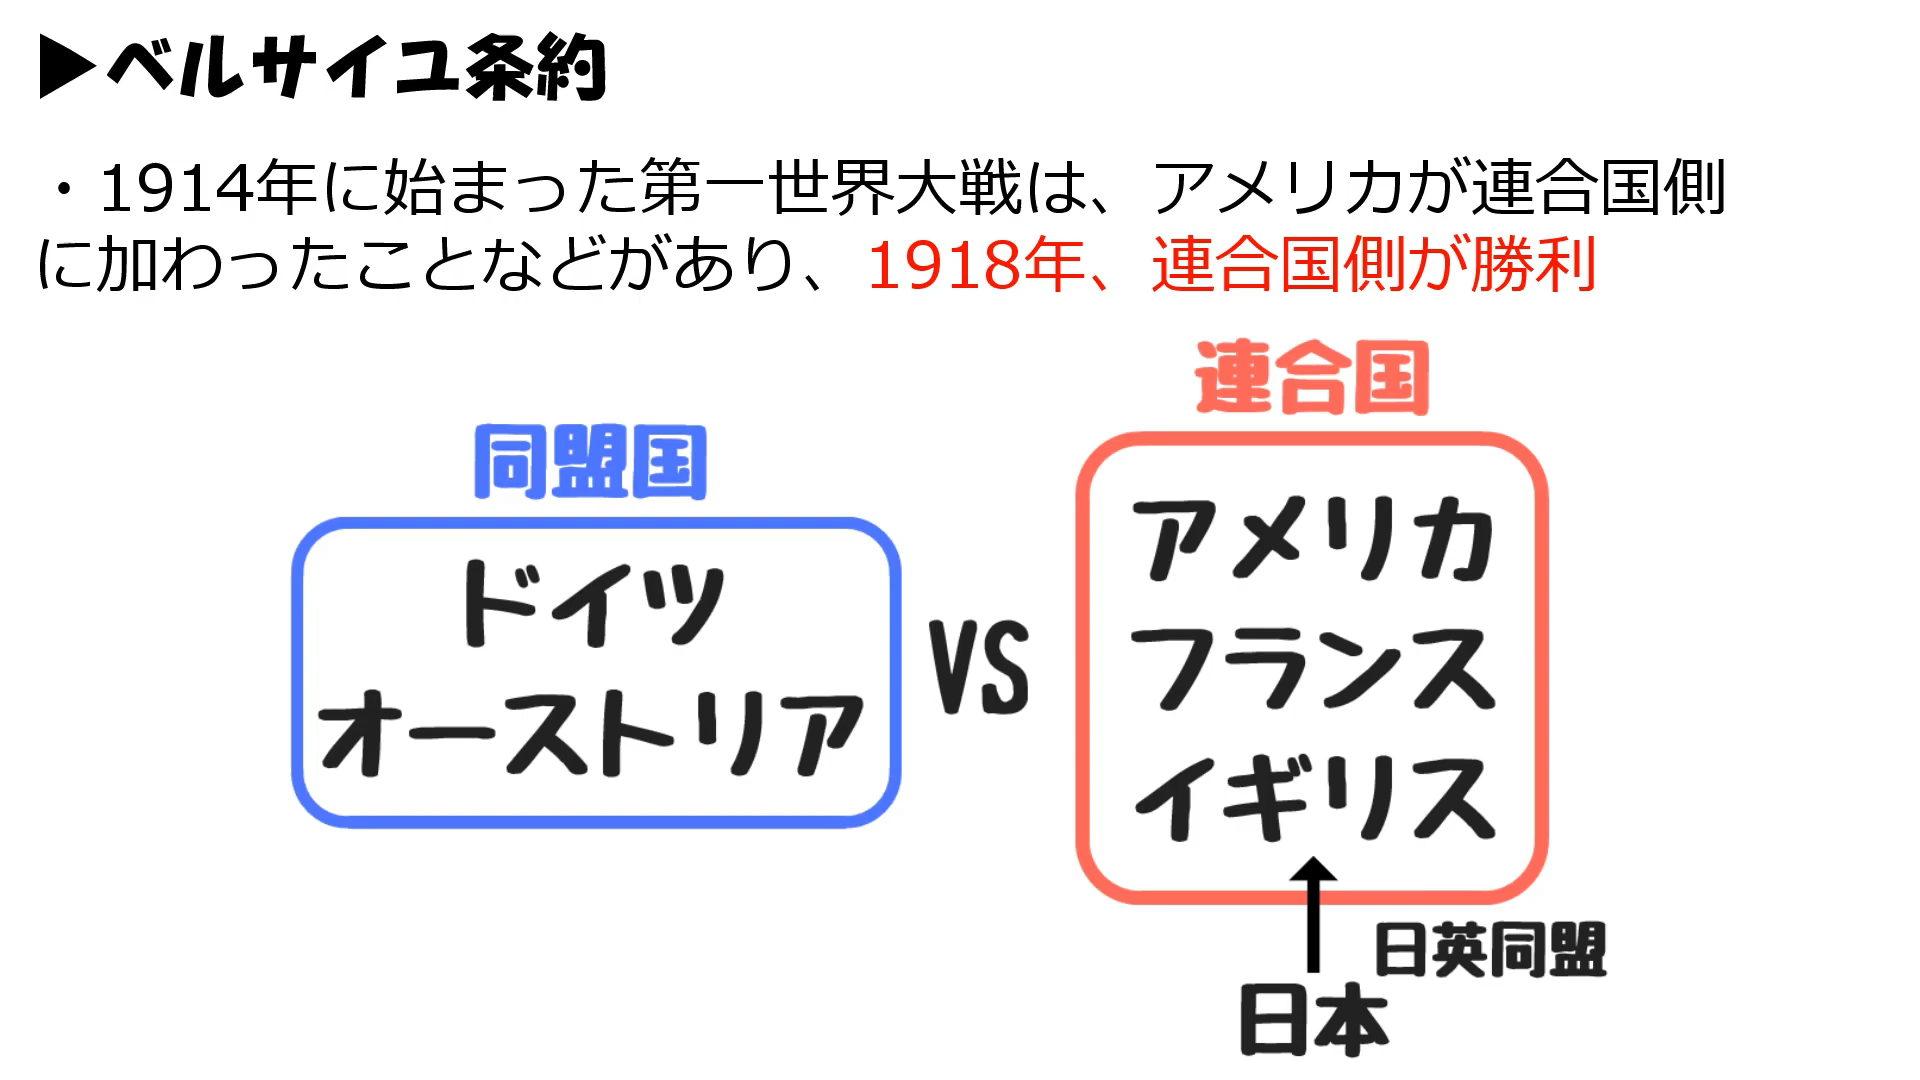 ▶ベルサイユ条約
・1914年に始まった第一世界大戦は、アメリカが連合国側
に加わったことなどがあり、1918年、連合国側が勝利
同盟国
ドイツ
オーストリア
VS
連合国
アメリカ
フランス
イギリス
日英同盟
日本